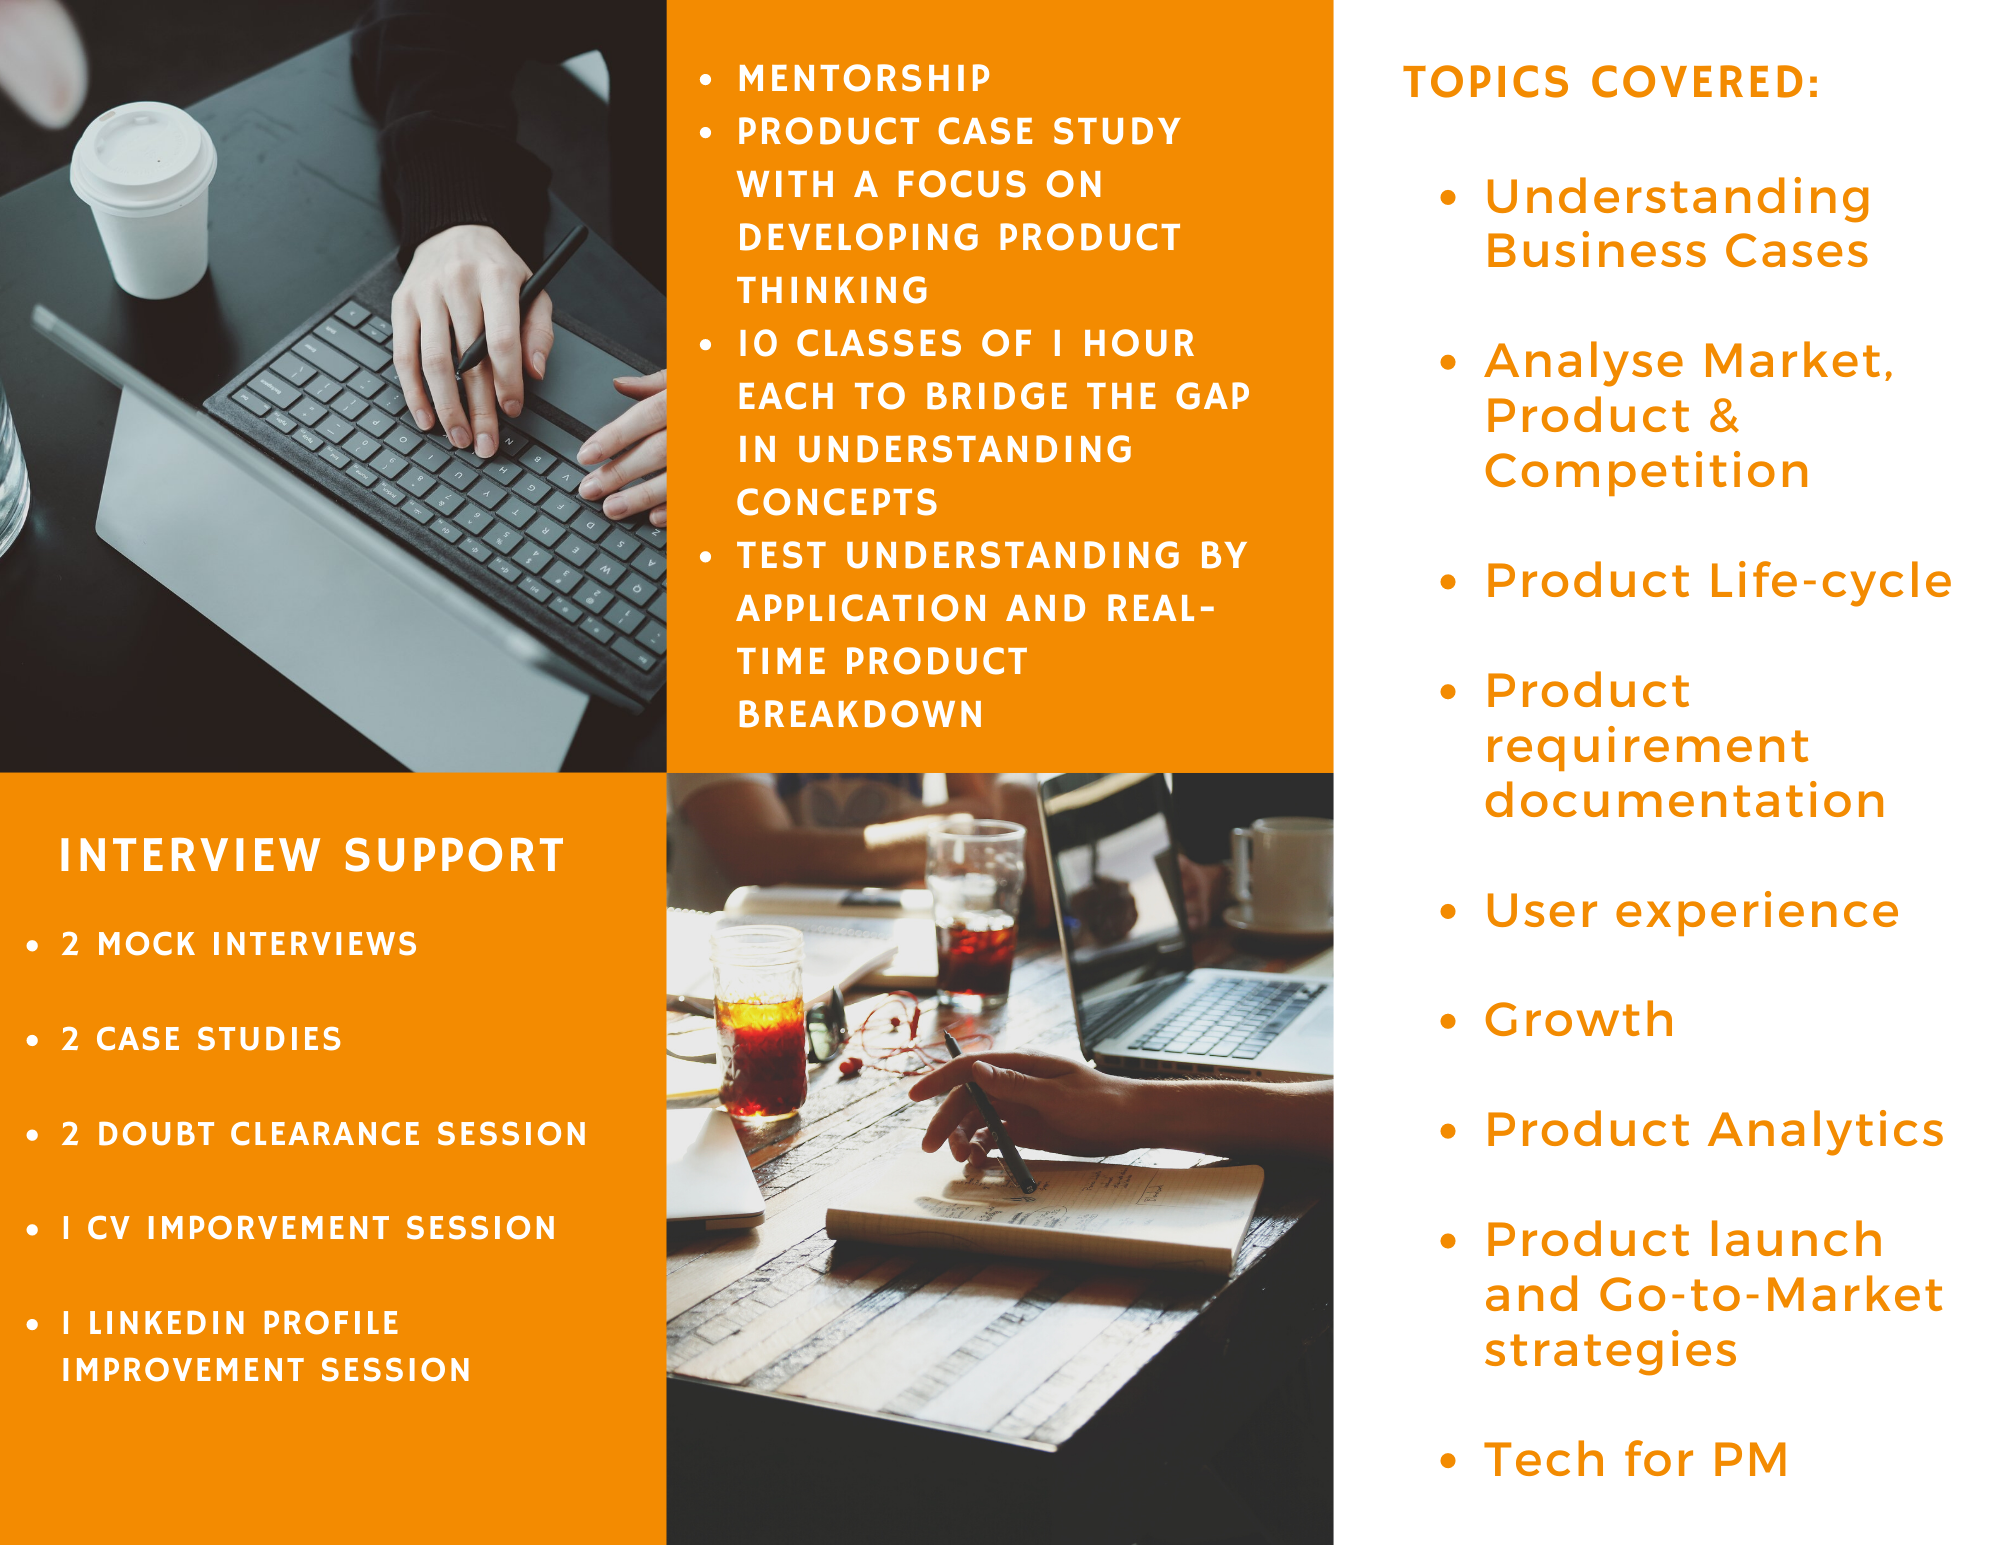 MENTORSHIP
PRODUCT CASE STUDY
WITH A FOCUS ON
DEVELOPING PRODUCT
THINKING
10 CLASSES OF 1 HOUR
EACH TO BRIDGE THE GAP
IN UNDERSTANDING
CONCEPTS
TEST UNDERSTANDING BY
APPLICATION AND REAL-
TIME PRODUCT
BREAKDOWN
INTERVIEW SUPPORT
2 MOCK INTERVIEWS
2 CASE STUDIES
2 DOUBT CLEARANCE SESSION
1 CV IMPORVEMENT SESSION
1 LINKEDIN PROFILE
IMPROVEMENT SESSION
TOPICS COVERED:
Understanding
Business Cases
Analyse Market,
Product &
Competition
Product Life-cycle
Product
requirement
documentation
User experience
Growth
Product Analytics
Product launch
and Go-to-Market
strategies
Tech for PM